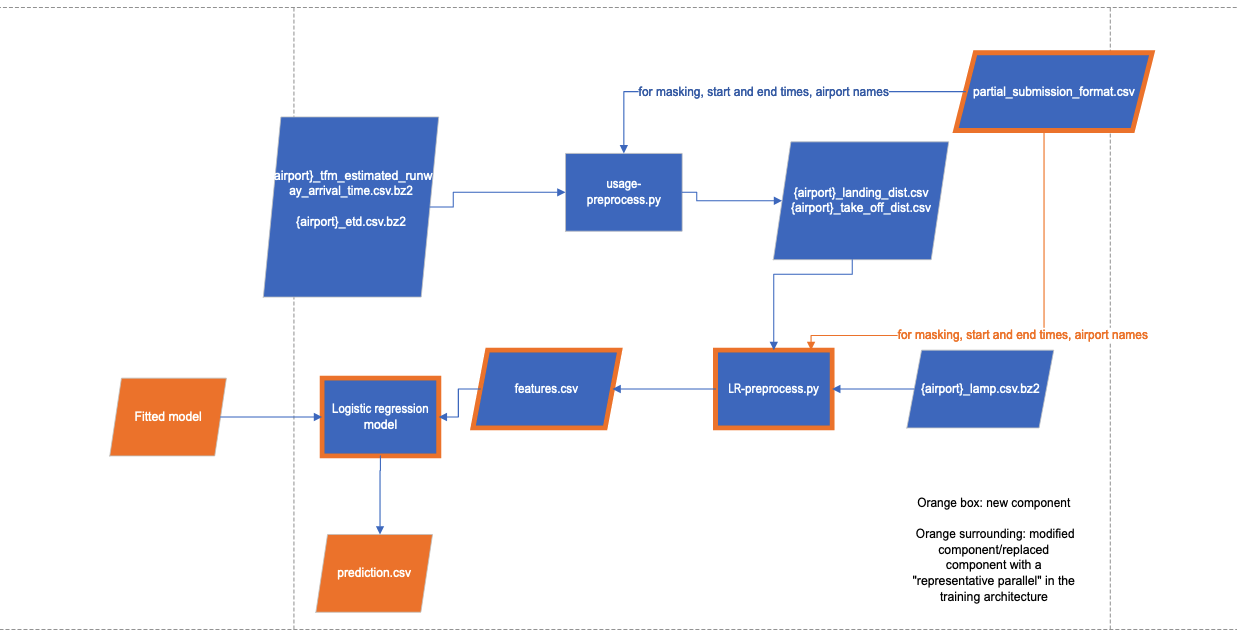 for masking, start and end times, airport names
partial_submission_format.csv
airport}_tfm_estimated_runw
ay_arrival_time.csv.bz2
{airport}_etd.csv.bz2
usage-
preprocess.py
{airport}_landing_dist.csv
{airport}_take_off_dist.csv
for masking, start and end times, airport names
Fitted model
Logistic regression
model
features.csv
LR-preprocess.py
{airport}_lamp.csv.bz2
prediction.csv
Orange box: new component
Orange surrounding: modified
component/replaced
component with a
"representative parallel" in the
training architecture